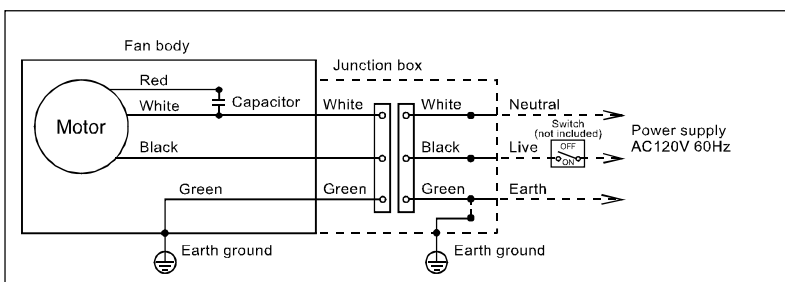 Fan body
Junction box
Red
White
Capacitor
White
White
Neutral
Motor
Switch
(not included)
OFF
ON
Power supply
AC120V 60Hz
Black
Black
Live
Green
Green
Green
Earth
Earth ground
Earth ground